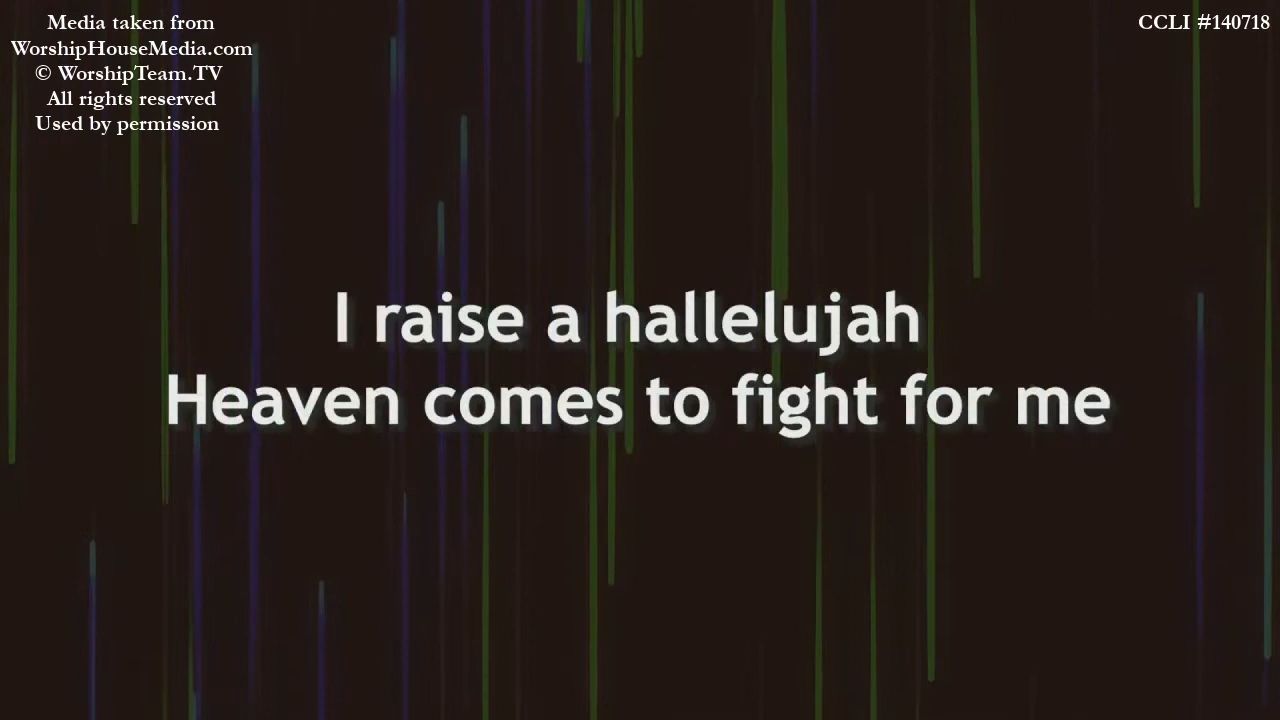 Media taken from
WorshipHouseMedia.com
© WorshipTeam.TV
All rights reserved
Used by permission
CCLI #140718
I raise a hallelujah
Heaven comes to fight for me